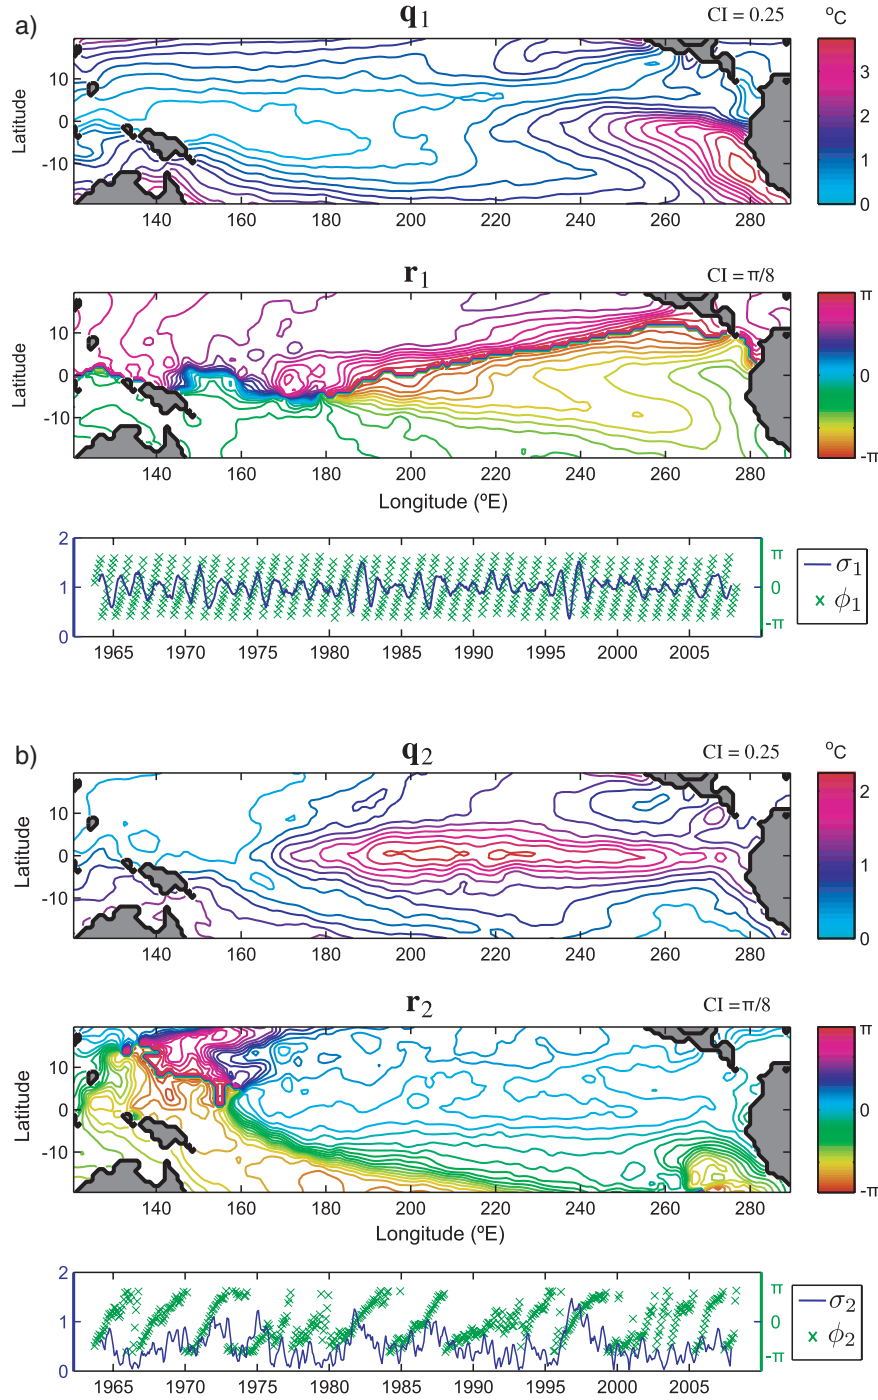 a)
q1
CI = 0.25
ºC
Latitude
10
0
-10
3
2
1
0
140 160 180 200 220 240 260 280
r1
CI = π/8
Latitude
10
0
-10
π
0
-π
140 160 180 200 220 240 260 280
Longitude (ºE)
2
1
0
π
0
-π
σ1
ϕ1
1965 1970 1975 1980 1985 1990 1995 2000 2005
b)
q2
CI = 0.25
ºC
Latitude
10
0
-10
2
1
0
140 160 180 200 220 240 260 280
r2
CI = π/8
Latitude
10
0
-10
π
0
-π
140 160 180 200 220 240 260 280
Longitude (ºE)
2
1
0
π
0
-π
σ2
ϕ2
1965 1970 1975 1980 1985 1990 1995 2000 2005